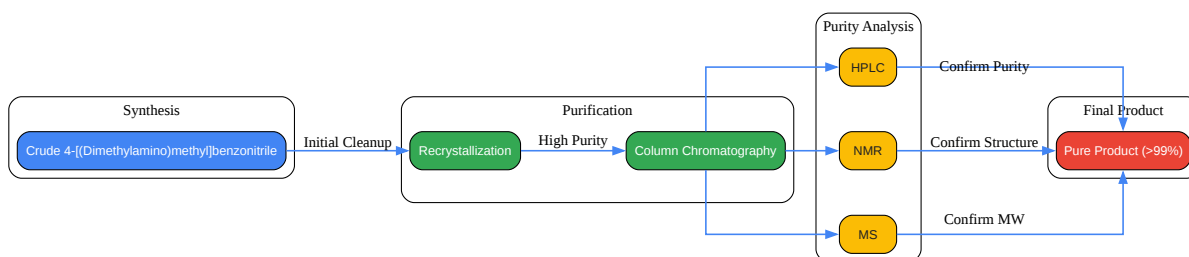 Synthesis
Crude 4-[(Dimethylamino)methyl]benzonitrile
Initial Cleanup
Purification
Recrystallization
High Purity
Column Chromatography
Purity Analysis
HPLC
NMR
MS
Confirm Purity
Confirm Structure
Confirm MW
Final Product
Pure Product (>99%)